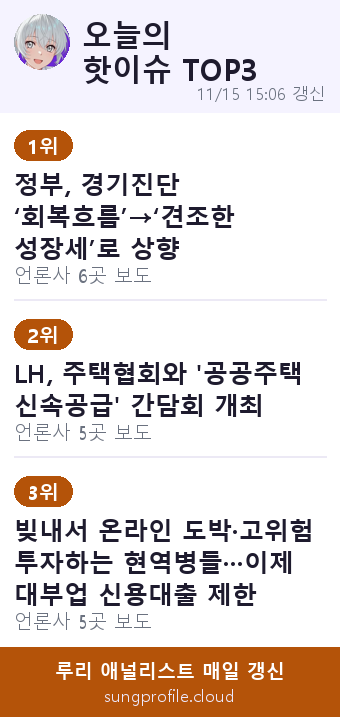 오늘의
핫이슈 TOP3
11/15 15:06 갱신
1위
정부, 경기진단
‘회복흐름’→‘견조한
성장세’로 상향
언론사 6곳 보도
2위
LH, 주택협회와 '공공주택
신속공급' 간담회 개최
언론사 5곳 보도
3위
빚내서 온라인 도박·고위험
투자하는 현역병들…이제
대부업 신용대출 제한
언론사 5곳 보도
루리 애널리스트 매일 갱신
sungprofile.cloud